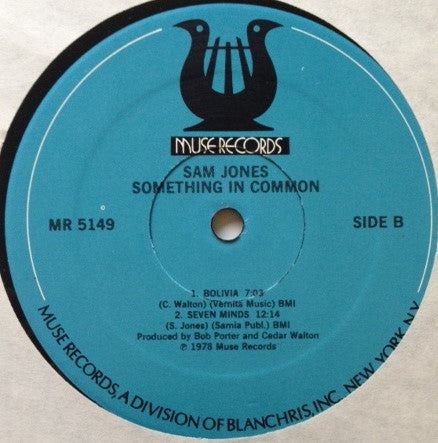 MUSE RECORDS
SAM JONES
SOMETHING IN COMMON
MR 5149
SIDE B
1. BOLIVIA 7:03
(C. Walton) (Vernita Music) BMI
2. SEVEN MINDS 12:14
(S. Jones) (Samia Publ.) BMI
Produced by Bob Porter and Cedar Walton
℗ 1978 Muse Records
MUSE RECORDS, A DIVISION OF BLANCHRIS, INC. NEW YORK, N.Y.